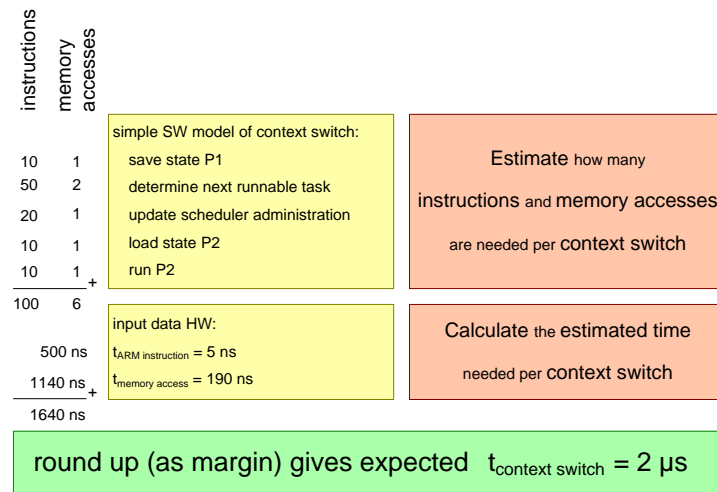 instructions
memory
accesses
simple SW model of context switch:
10 1 save state P1
50 2 determine next runnable task
20 1 update scheduler administration
10 1 load state P2
10 1 run P2
+
100 6
Estimate how many
instructions and memory accesses
are needed per context switch
input data HW:
500 ns t ARM instruction = 5 ns
1140 ns t memory access = 190 ns
+
1640 ns
Calculate the estimated time
needed per context switch
round up (as margin) gives expected t context switch = 2 µs